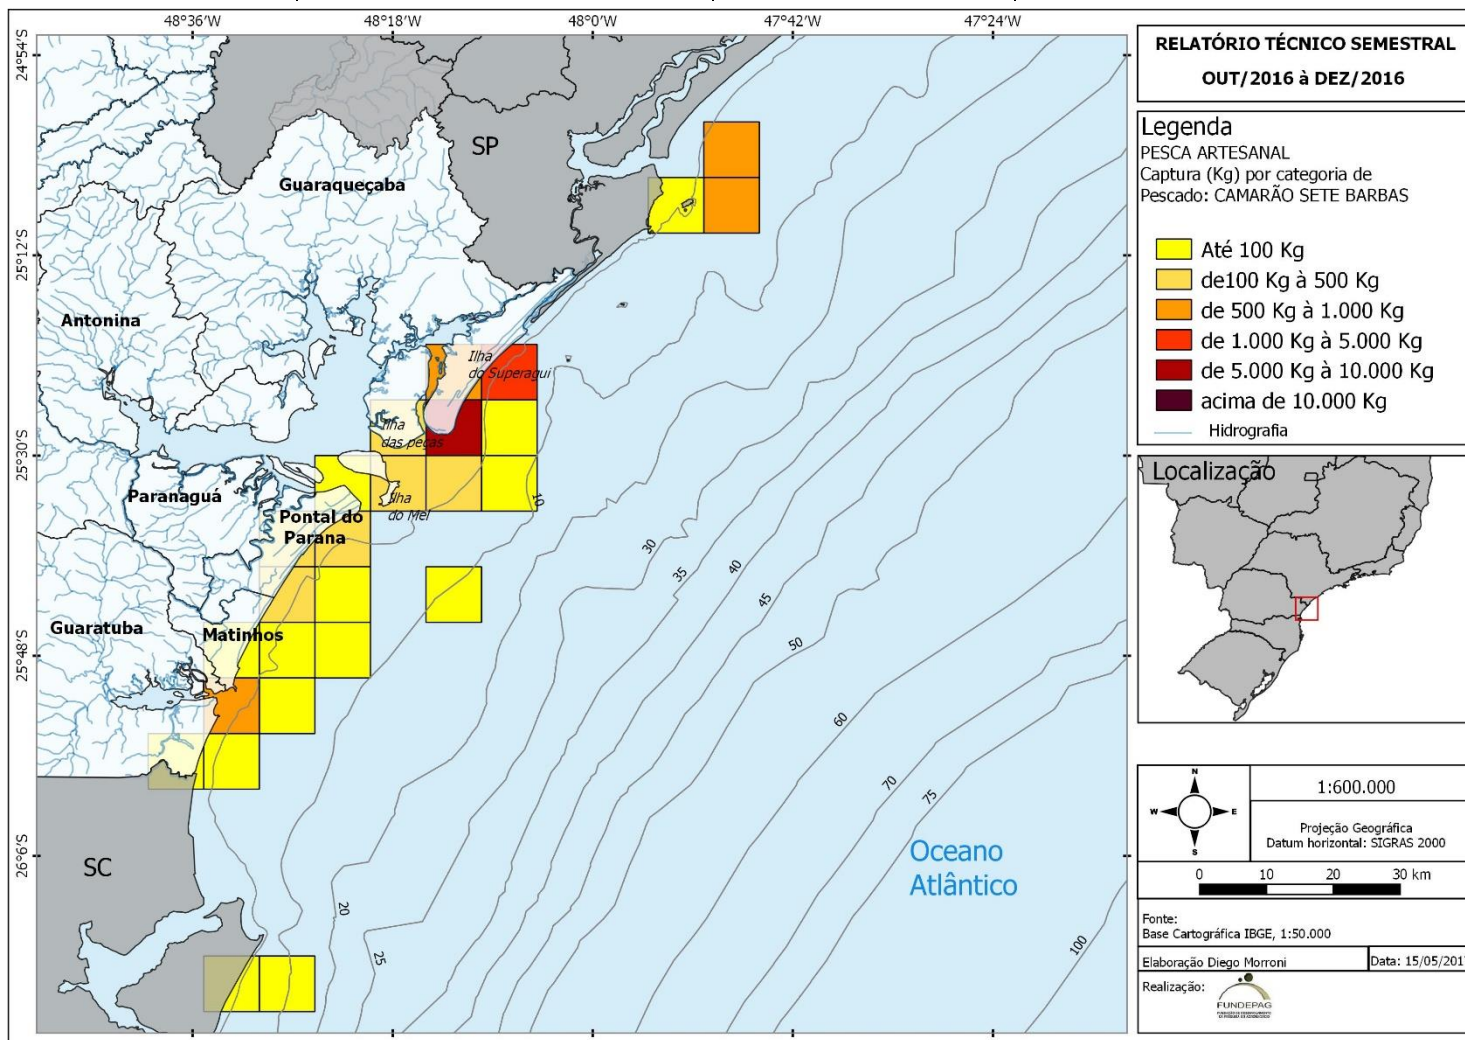 48°36'W
48°18'W
48°0'W
47°42'W
47°24'W
24°54'S
25°12'S
25°30'S
25°48'S
26°6'S
SP
Guaraqueçaba
Antonina
Ilha
do Superagui
Ilha
das peças
Paranaguá
Ilha
do Mel
Pontal do
Parana
Guaratuba
Matinhos
SC
10
20
25
30
35
40
45
50
60
70
75
100
Oceano
Atlântico
RELATÓRIO TÉCNICO SEMESTRAL
OUT/2016 à DEZ/2016
Legenda
PESCA ARTESANAL
Captura (Kg) por categoria de
Pescado: CAMARÃO SETE BARBAS
Até 100 Kg
de100 Kg à 500 Kg
de 500 Kg à 1.000 Kg
de 1.000 Kg à 5.000 Kg
de 5.000 Kg à 10.000 Kg
acima de 10.000 Kg
Hidrografia
Localização
N
W
E
S
1:600.000
Projeção Geográfica
Datum horizontal: SIGRAS 2000
0 10 20 30 km
Fonte:
Base Cartográfica IBGE, 1:50.000
Elaboração Diego Morroni
Data: 15/05/201
Realização:
FUNDEPAG